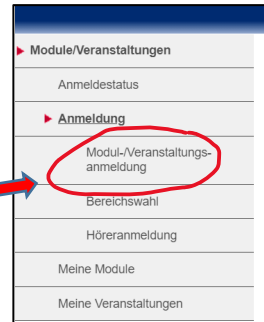 Module/Veranstaltungen
Anmeldestatus
Anmeldung
Modul-/Veranstaltungs-
anmeldung
Bereichswahl
Höreranmeldung
Meine Module
Meine Veranstaltungen